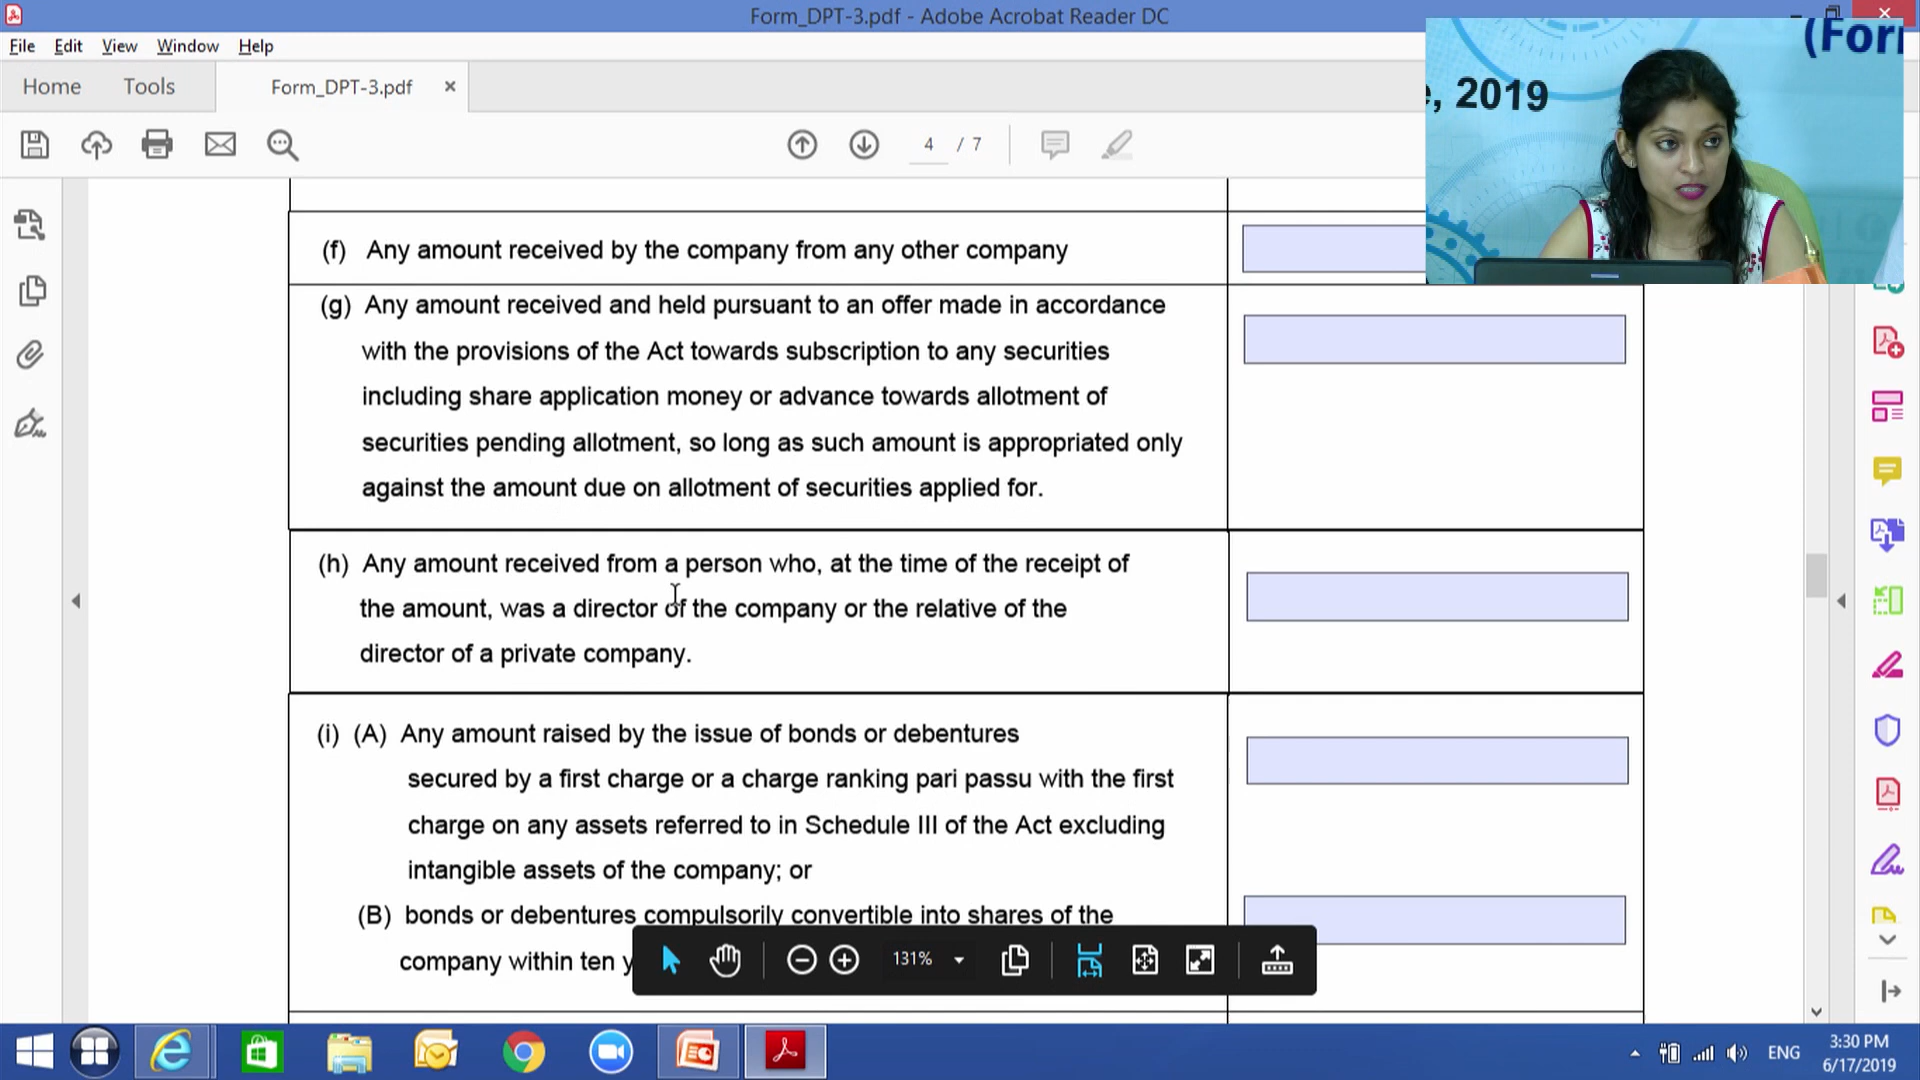 Form_DPT-3.pdf - Adobe Acrobat Reader DC
File Edit View Window Help
Home Tools Form_DPT-3.pdf ×
4 / 7
(For
, 2019
(f) Any amount received by the company from any other company
(g) Any amount received and held pursuant to an offer made in accordance
with the provisions of the Act towards subscription to any securities
including share application money or advance towards allotment of
securities pending allotment, so long as such amount is appropriated only
against the amount due on allotment of securities applied for.
(h) Any amount received from a person who, at the time of the receipt of
the amount, was a director of the company or the relative of the
director of a private company.
(i) (A) Any amount raised by the issue of bonds or debentures
secured by a first charge or a charge ranking pari passu with the first
charge on any assets referred to in Schedule III of the Act excluding
intangible assets of the company; or
(B) bonds or debentures compulsorily convertible into shares of the
company within ten
131%
ENG
3:30 PM
6/17/2019